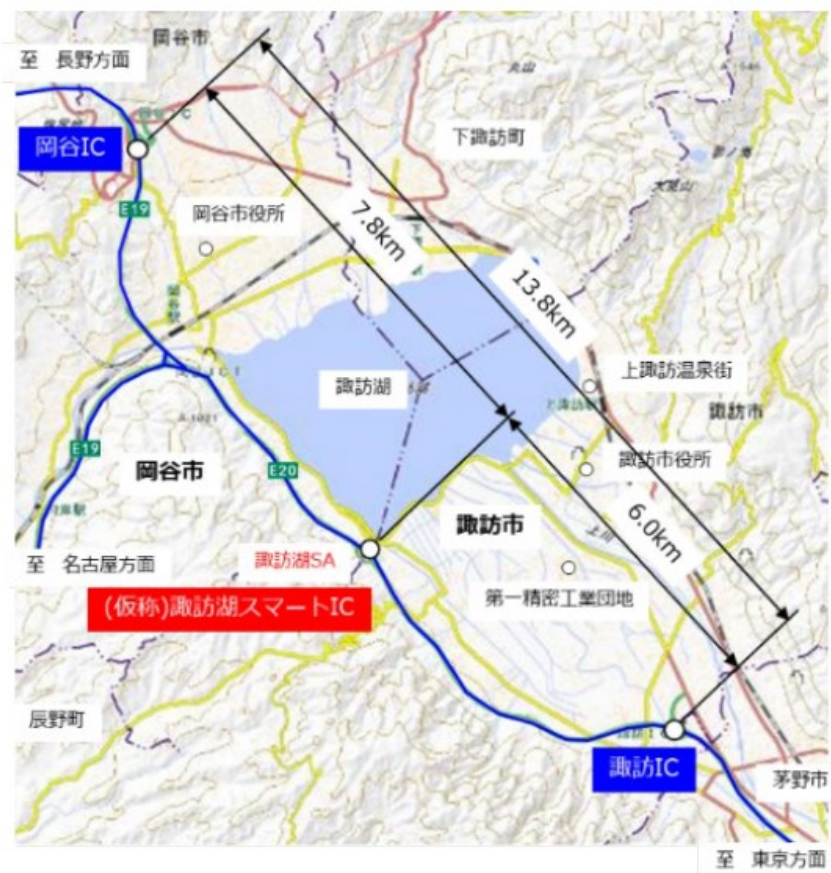 岡谷市
至 長野方面
丸山
下諏訪町
岡谷IC
E19
岡谷市役所
7.8km
13.8km
上諏訪温泉街
諏訪湖
諏訪市
E19
岡谷市
E20
諏訪市役所
諏訪市
6.0km
上川
諏訪湖SA
至 名古屋方面
第一精密工業団地
(仮称)諏訪湖スマートIC
辰野町
諏訪IC
茅野市
至 東京方面